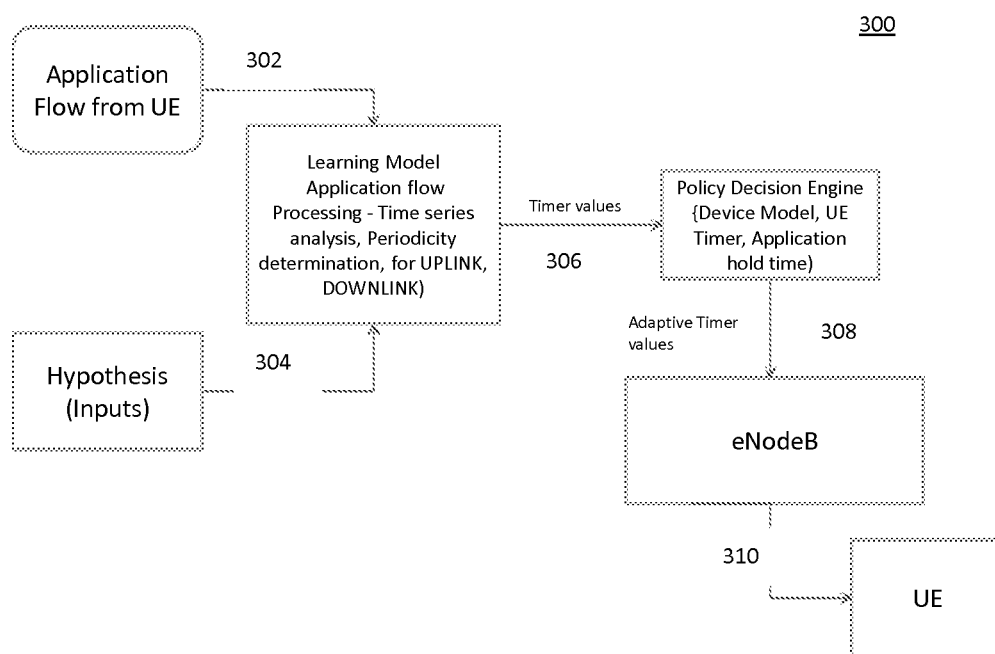 300
302
Application
Flow from UE
Learning Model
Application flow
Processing - Time series
analysis, Periodicity
determination, for UPLINK,
DOWNLINK)
Timer values
306
Policy Decision Engine
{Device Model, UE
Timer, Application
hold time)
304
Hypothesis
(Inputs)
Adaptive Timer
values
308
eNodeB
310
UE